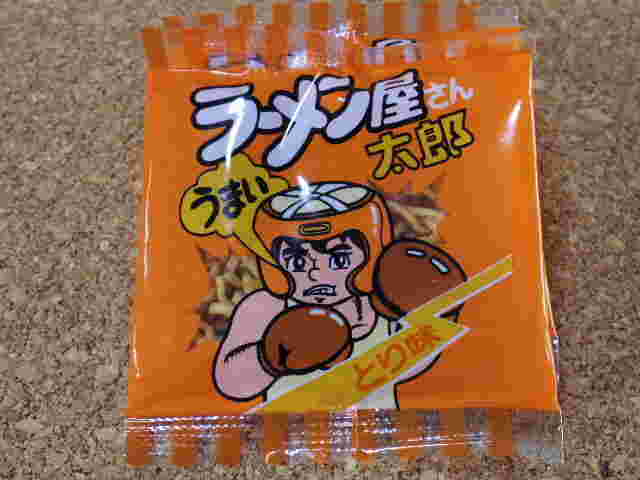 ラーメン屋さん
太郎
うまい
とり味